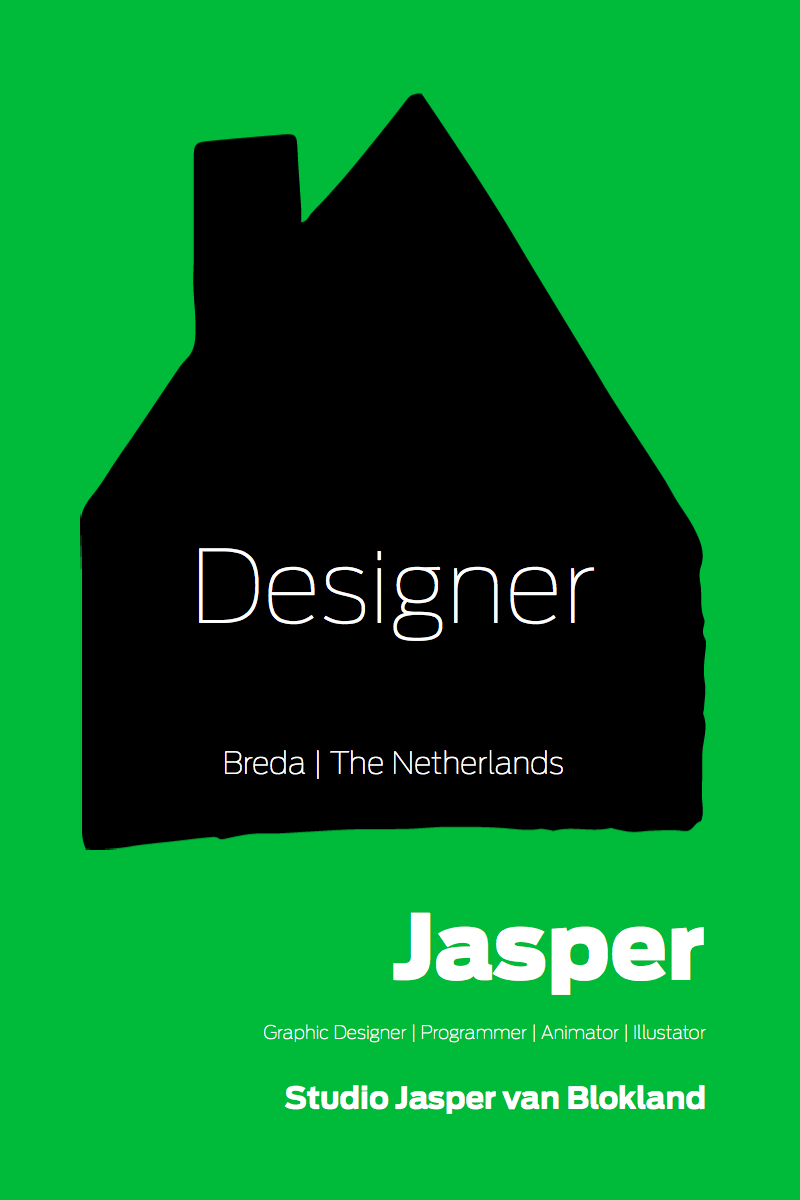 Designer
Breda | The Netherlands
Jasper
Graphic Designer | Programmer | Animator | Illustator
Studio Jasper van Blokland